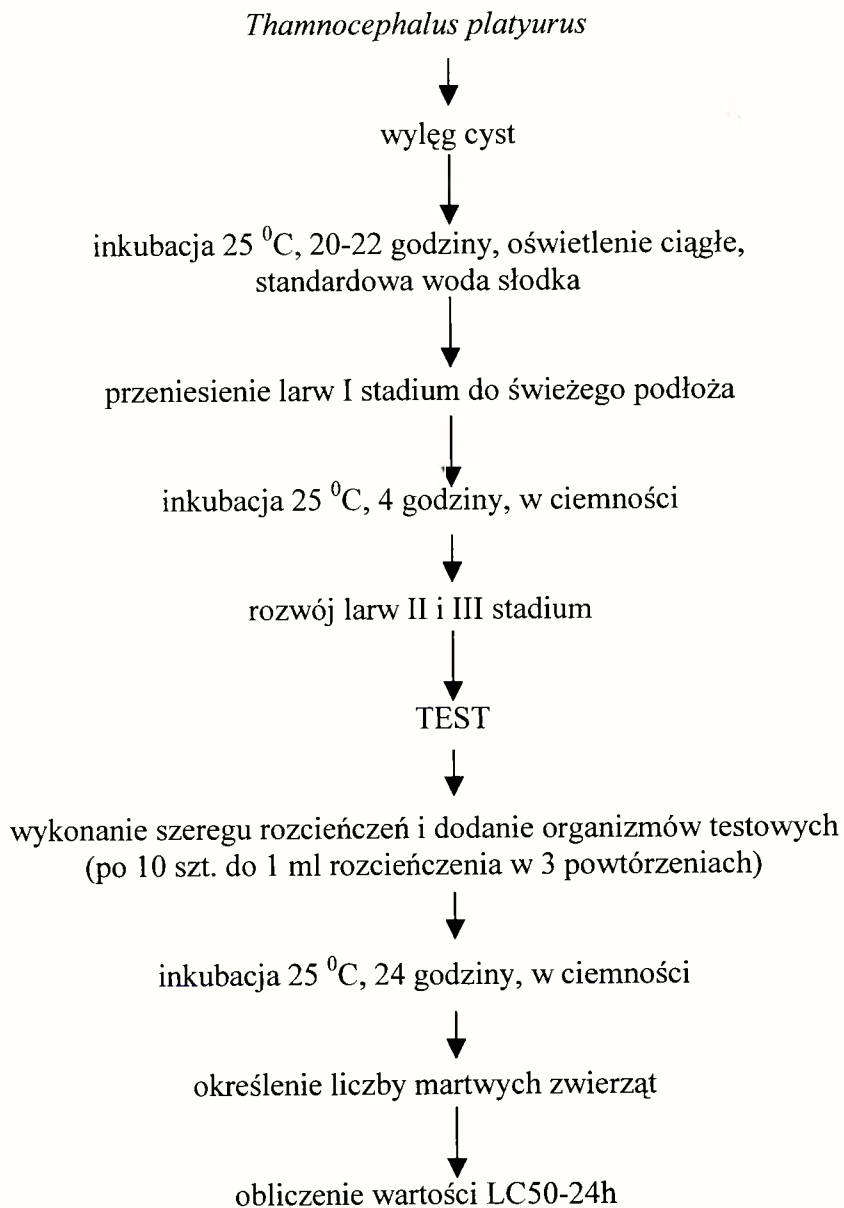 Thamnocephalus platyurus
wylęg cyst
inkubacja 25 ⁰C, 20-22 godziny, oświetlenie ciągłe,
standardowa woda słodka
przeniesienie larw I stadium do świeżego podłoża
inkubacja 25 ⁰C, 4 godziny, w ciemności
rozwój larw II i III stadium
TEST
wykonanie szeregu rozcieńczeń i dodanie organizmów testowych
(po 10 szt. do 1 ml rozcieńczenia w 3 powtórzeniach)
inkubacja 25 ⁰C, 24 godziny, w ciemności
określenie liczby martwych zwierząt
obliczenie wartości LC50-24h